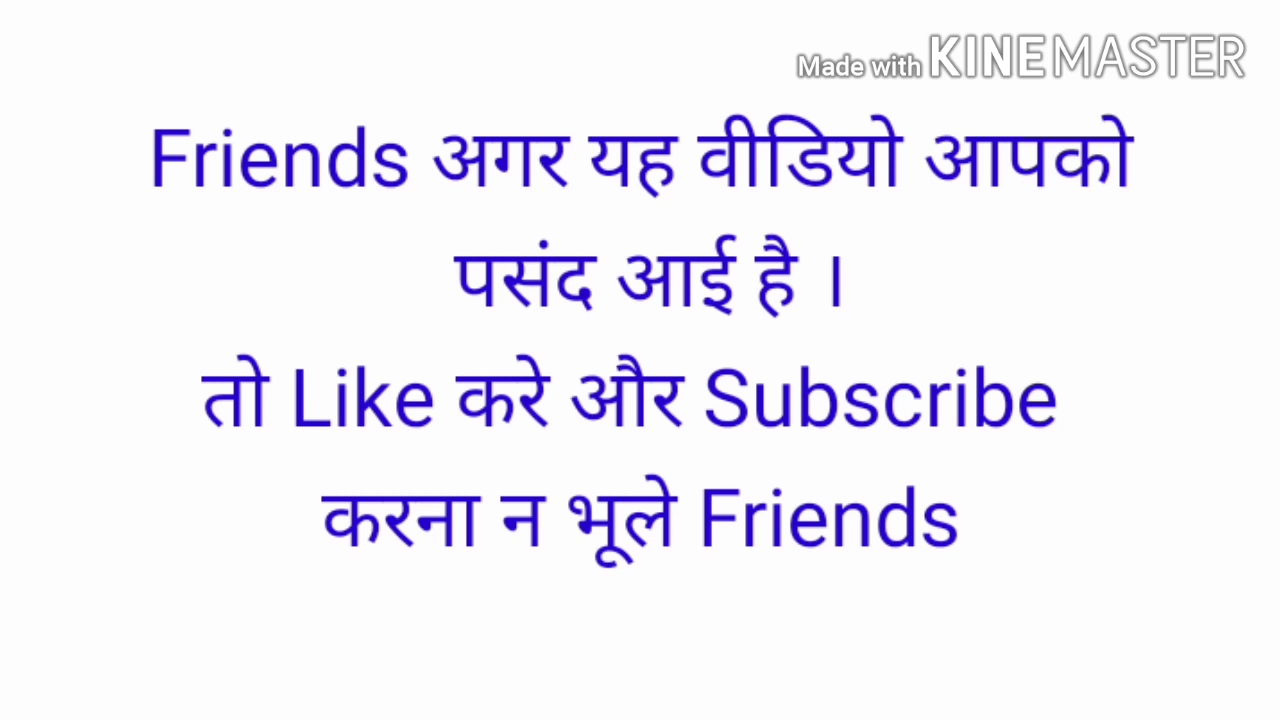 Made with KINEMASTER
Friends अगर यह वीडियो आपको
पसंद आई है ।
तो Like करे और Subscribe
करना न भूले Friends